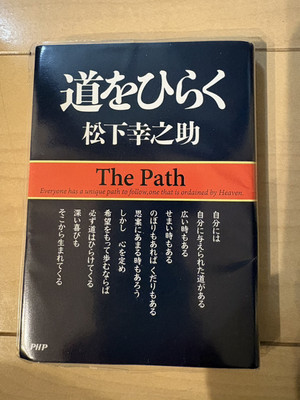 道をひらく
松下幸之助
The Path
Everyone has a unique path to follow, one that is ordained by Heaven.
自分には
自分に与えられた道がある
広い時もある
せまい時もある
のぼりもあれば くだりもある
思案にあまる時もあろう
しかし 心を定め
希望をもって歩むならば
必ず道はひらけてくる
深い喜びも
そこから生まれてくる
PHP